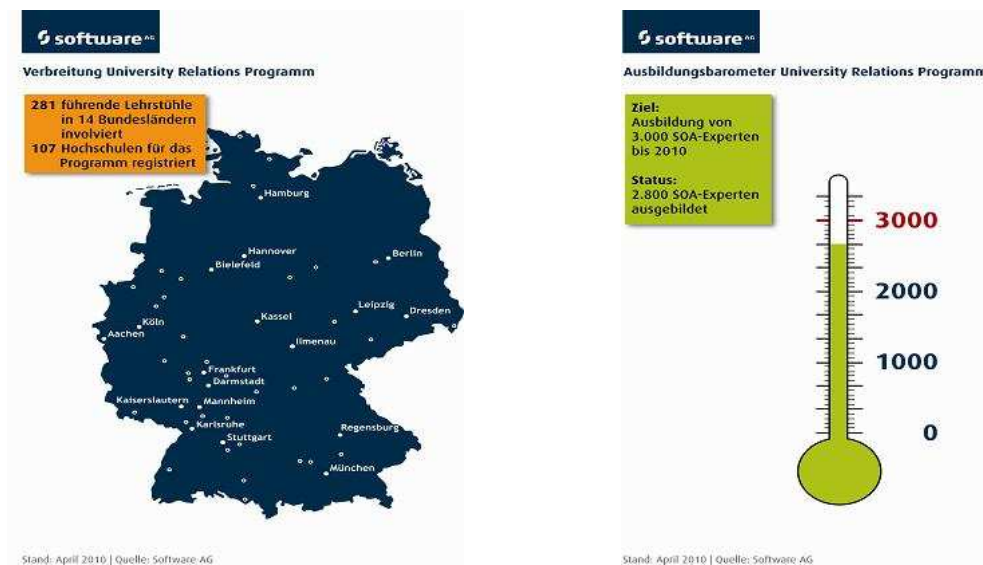 software AG
Verbreitung University Relations Programm
281 führende Lehrstühle
in 14 Bundesländern
involviert
107 Hochschulen für das
Programm registriert
Hamburg
Hannover
Bielefeld
Berlin
Leipzig
Dresden
Köln
Kassel
Aachen
Ilmenau
Frankfurt
Darmstadt
Kaiserslautern
Mannheim
Karlsruhe
Stuttgart
Regensburg
München
Stand: April 2010 | Quelle: Software AG
software AG
Ausbildungsbarometer University Relations Programm
Ziel:
Ausbildung von
3.000 SOA-Experten
bis 2010
Status:
2.800 SOA-Experten
ausgebildet
3000
2000
1000
0
Stand: April 2010 | Quelle: Software AG